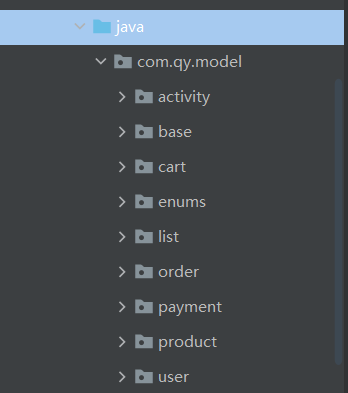 java
com.qy.model
activity
base
cart
enums
list
order
payment
product
user